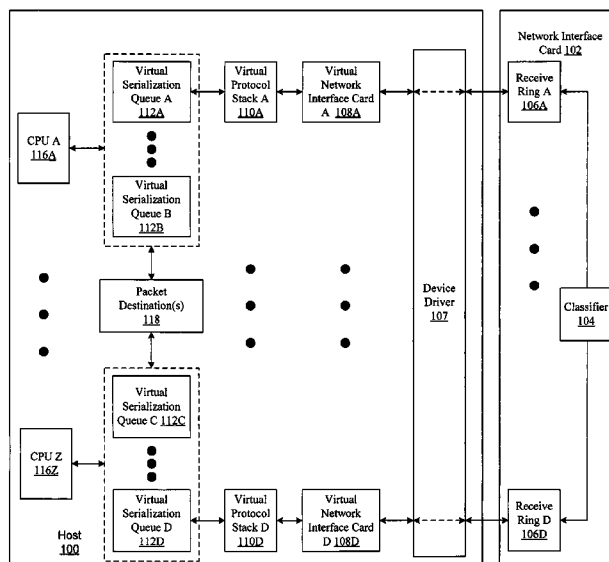 Network Interface
Card 102
Virtual
Serialization
Queue A
112A
Virtual
Protocol
Stack A
110A
Virtual
Network
Interface Card
A 108A
Receive
Ring A
106A
CPU A
116A
Virtual
Serialization
Queue B
112B
Packet
Destination(s)
118
Device
Driver
107
Classifier
104
Virtual
Serialization
Queue C 112C
CPU Z
116Z
Virtual
Serialization
Queue D
112D
Virtual
Protocol
Stack D
110D
Virtual
Network
Interface Card
D 108D
Receive
Ring D
106D
Host
100